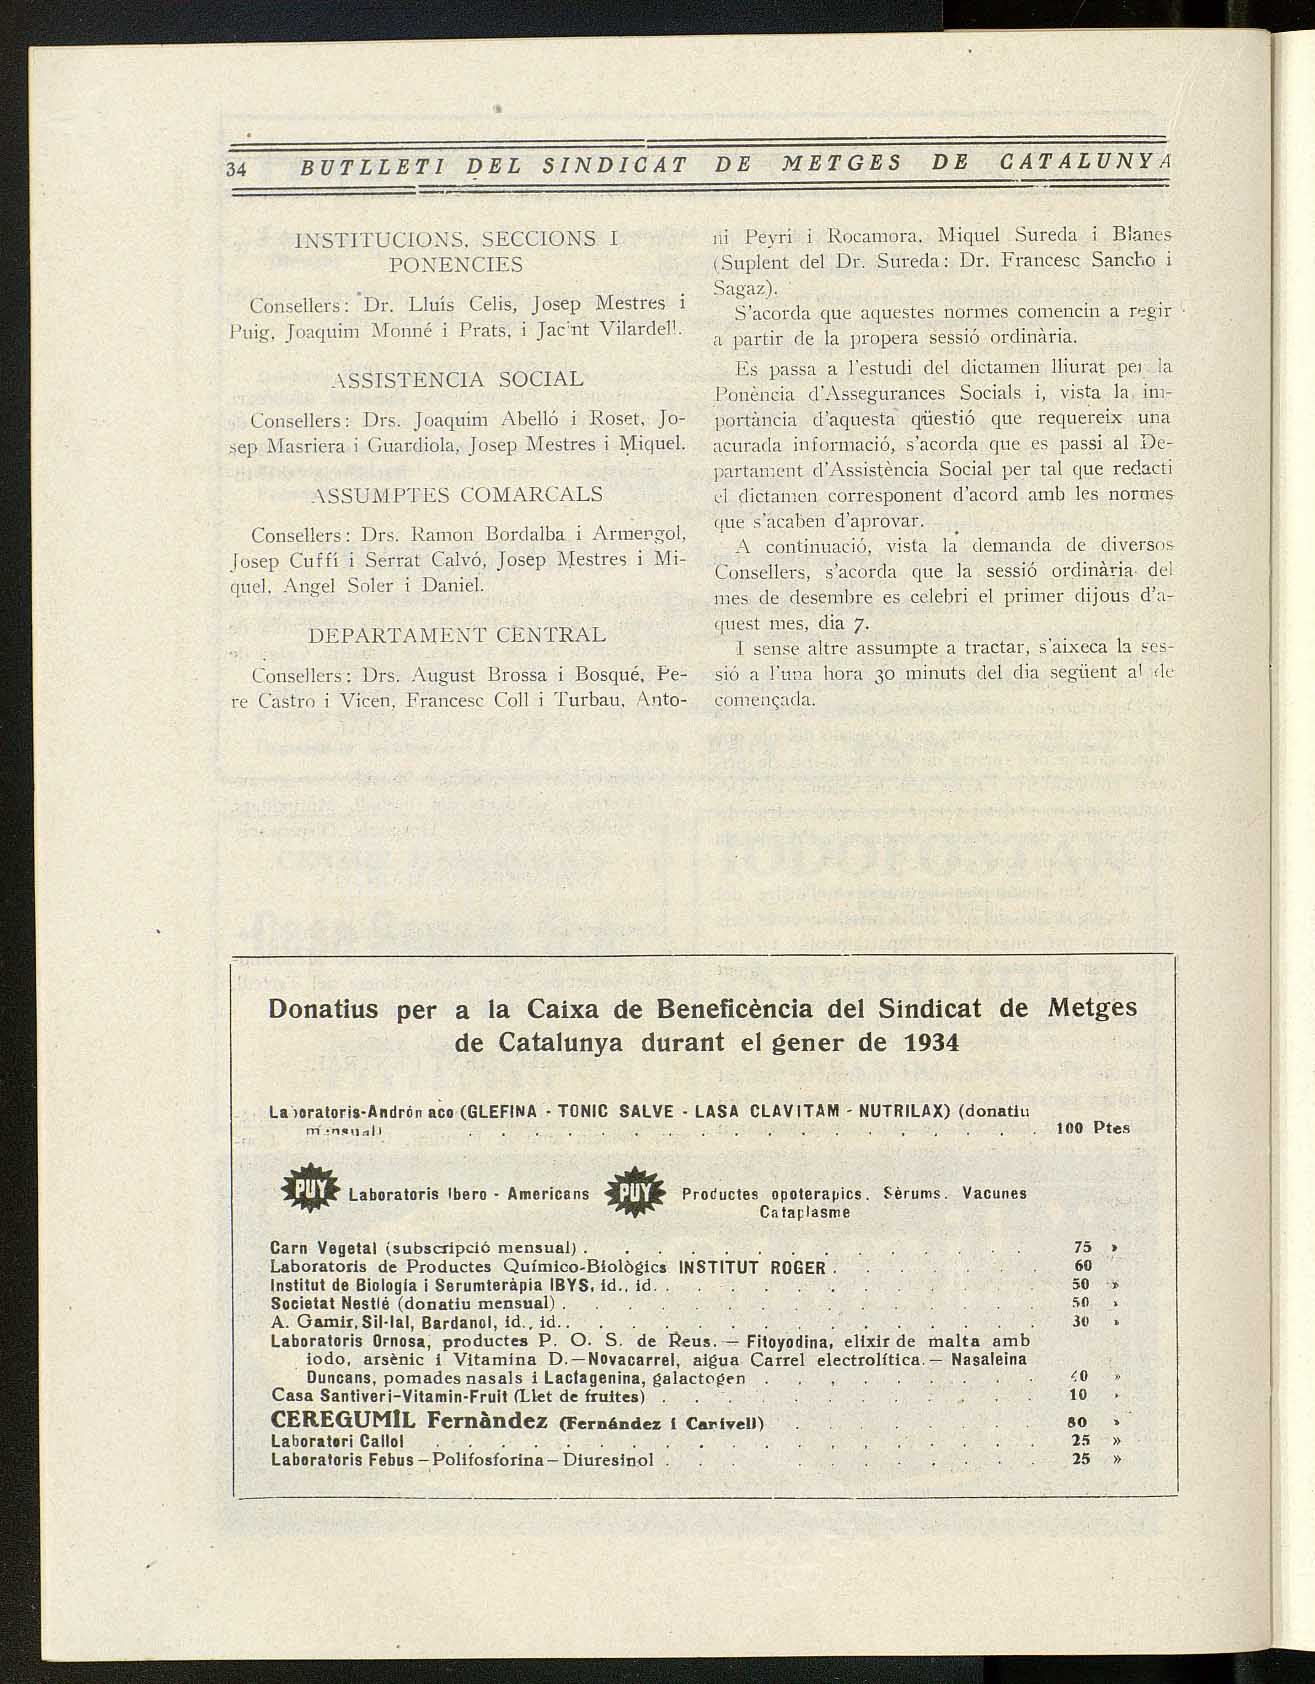 34 BUTLLETI DEL SINDICAT DE METGES DE CATALUNYA
INSTITUCIONS, SECCIONS I
PONENCIES
Consellers: Dr. Lluís Celis, Josep Mestres i
Puig, Joaquim Monné i Prats, i Jacint Vilardell.
ASSISTENCIA SOCIAL
Consellers: Drs. Joaquim Abelló i Roset, Jo-
sep Masriera i Guardiola, Josep Mestres i Miquel.
ASSUMPTES COMARCALS
Consellers: Drs. Ramon Bordalba i Armengol,
Josep Cuffí i Serrat Calvó, Josep Mestres i Mi-
quel, Angel Soler i Daniel.
DEPARTAMENT CENTRAL
Consellers: Drs. August Brossa i Bosqué, Pe-
re Castro i Vicen, Francesc Coll i Turbau, Anto-
ni Peyri i Rocamora, Miquel Sureda i Blanes
(Suplent del Dr. Sureda: Dr. Francesc Sancho i
Sagaz).
S'acorda que aquestes normes comencin a regir
a partir de la propera sessió ordinària.
Es passa a l'estudi del dictamen lliurat per la
Ponència d'Assegurances Socials i, vista la im-
portància d'aquesta qüestió que requereix una
acurada informació, s'acorda que es passi al De-
partament d'Assistència Social per tal que redacti
el dictamen corresponent d'acord amb les normes
que s'acaben d'aprovar.
A continuació, vista la demanda de diversos
Consellers, s'acorda que la sessió ordinària del
mes de desembre es celebri el primer dijous d'a-
quest mes, dia 7.
I sense altre assumpte a tractar, s'aixeca la ses-
sió a l'una hora 30 minuts del dia següent al de
començada.
Donatius per a la Caixa de Beneficència del Sindicat de Metges
de Catalunya durant el gener de 1934
Laboratoris-Andrónaco (GLEFINA - TONIC SALVE - LASA CLAVITAM - NUTRILAX) (donatiu
mensual) . . . . . . . . . . . . . . . . . . 100 Ptes
PUY Laboratoris Ibero - Americans PUY Productes opoterapics. Sèrums. Vacunes
Cataplasme
Carn Vegetal (subscripció mensual) . . . . . . . . . . . . . . 75 »
Laboratoris de Productes Químico-Biològics INSTITUT ROGER . . . . . . . 60
Institut de Biologia i Serumteràpia IBYS, id., id. . . . . . . . . . . . . 50 »
Societat Nestlé (donatiu mensual) . . . . . . . . . . . . . . . 50 »
A. Gamir, Sil-lal, Bardanol, id., id. . . . . . . . . . . . . . . . 30 »
Laboratoris Ornosa, productes P. O. S. de Reus. — Fitoyodina, elixir de malta amb
iodo, arsènic i Vitamina D.—Novacarrel, aigua Carrel electrolítica.— Nasaleina
Duncans, pomades nasals i Lactagenina, galactogen . . . . . . . . . 40 »
Casa Santiveri-Vitamin-Fruit (Llet de fruites) . . . . . . . . . . . . 10 »
CEREGUMIL Fernàndez (Fernández i Carivell) . . . . . . . . 80 »
Laboratori Callol . . . . . . . . . . . . . . . . . . . 25 »
Laboratoris Febus — Polifosforina — Diuresinol . . . . . . . . . . . 25 »